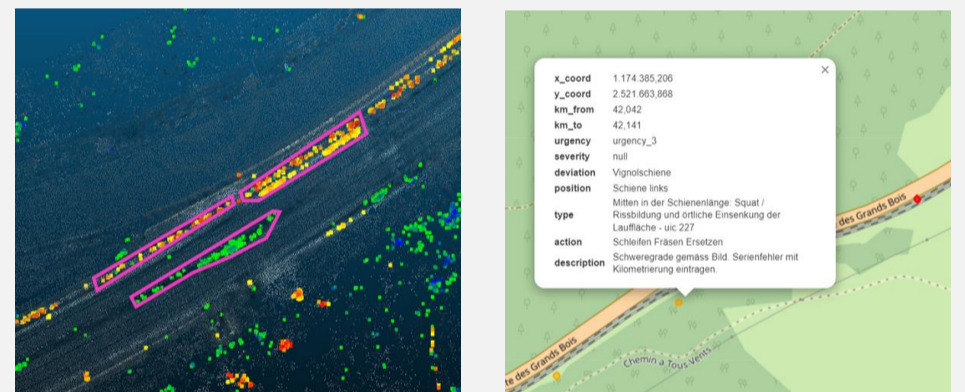 ×
x_coord 1.174.385,206
y_coord 2.521.663,868
km_from 42,042
km_to 42,141
urgency urgency_3
severity null
deviation Vignolschiene
position Schiene links
type Mitten in der Schienenlänge: Squat /
Rissbildung und örtliche Einsenkung der
Lauffläche - uic 227
action Schleifen Fräsen Ersetzen
description Schweregrade gemäss Bild. Serienfehler mit
Kilometrierung eintragen.
des Grands Bois
te des Grands Bois
Chemin a Tous-Vents